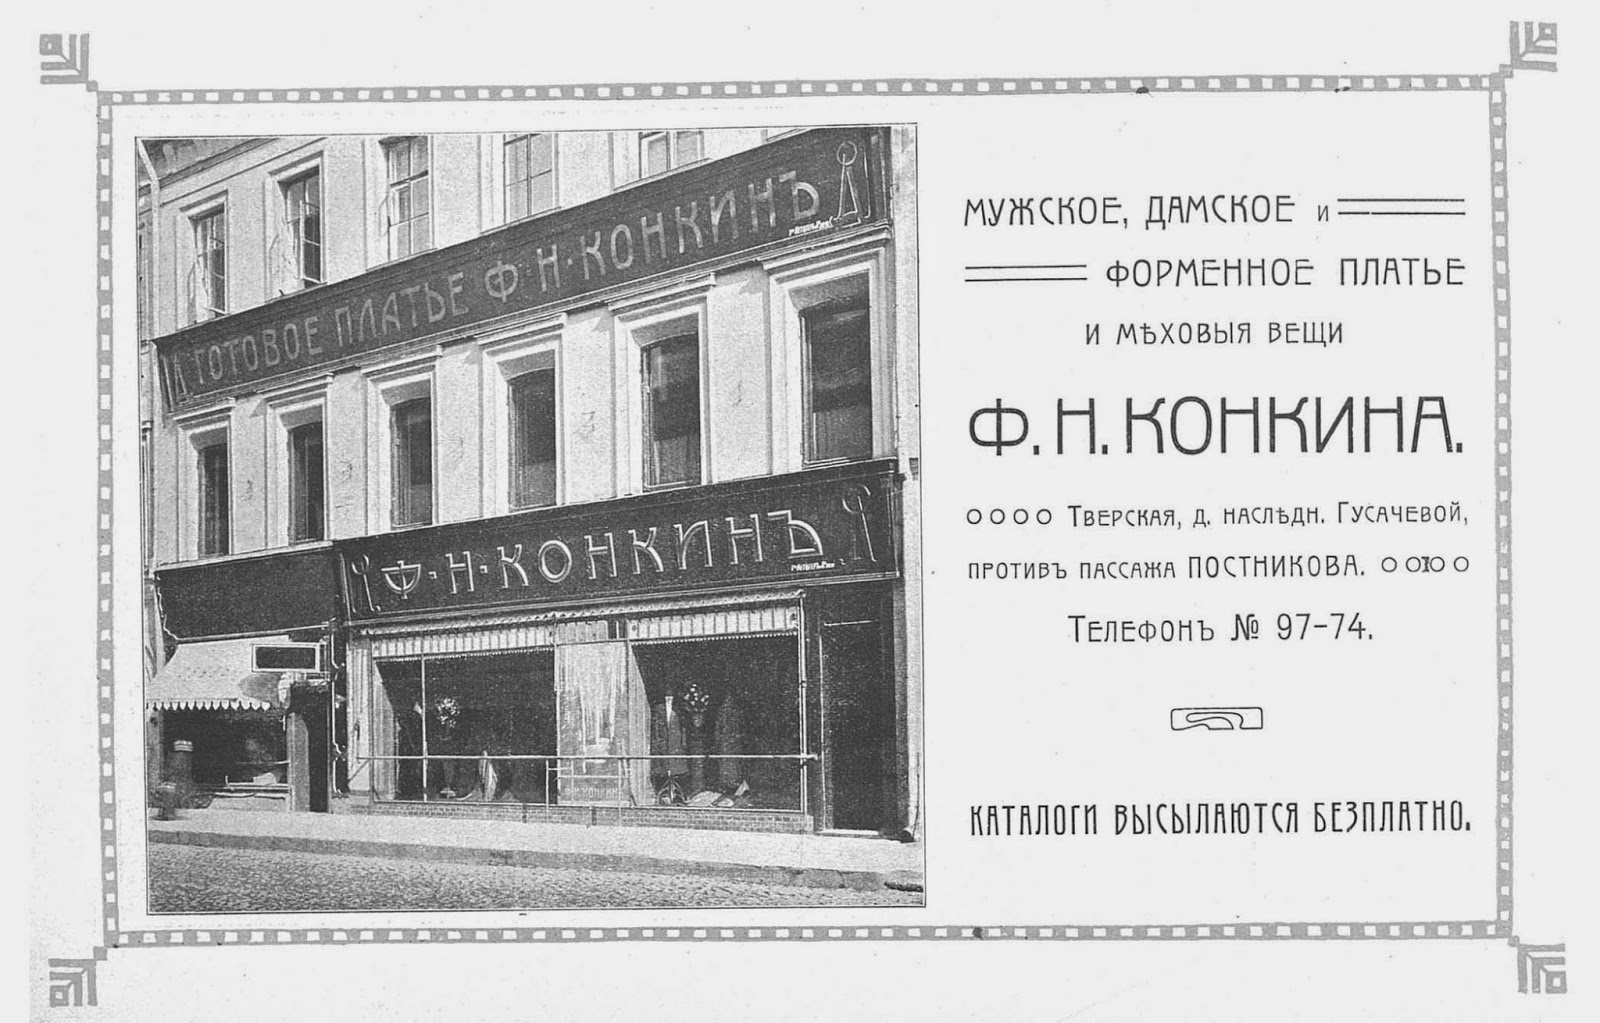 ГОТОВОЕ ПЛАТЬЕ Ф·Н·КОНКИНЪ
Ф·Н·КОНКИНЪ
Ф·Н·КОНКИНЪ
МУЖСКОЕ, ДАМСКОЕ и
ФОРМЕННОЕ ПЛАТЬЕ
И МѢХОВЫЯ ВЕЩИ
Ф. Н. КОНКИНА.
Тверская, д. наслѣдн. Гусачевой,
противъ пассажа ПОСТНИКОВА.
Телефонъ № 97-74.
КАТАЛОГИ ВЫСЫЛАЮТСЯ БЕЗПЛАТНО.